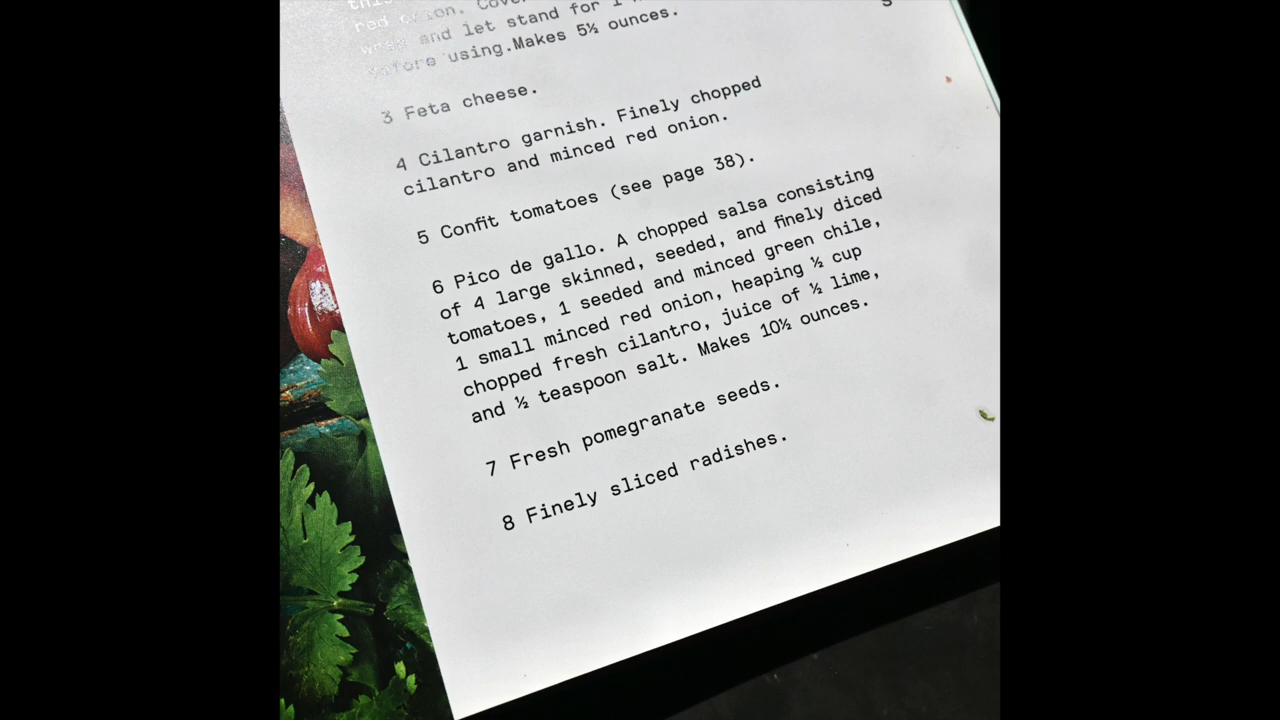 red onion. Cover
wrap and let stand for 1
before using.Makes 5½ ounces.
3 Feta cheese.
4 Cilantro garnish. Finely chopped
cilantro and minced red onion.
5 Confit tomatoes (see page 38).
6 Pico de gallo. A chopped salsa consisting
of 4 large skinned, seeded, and finely diced
tomatoes, 1 seeded and minced green chile,
1 small minced red onion, heaping ½ cup
chopped fresh cilantro, juice of ½ lime,
and ½ teaspoon salt. Makes 10½ ounces.
7 Fresh pomegranate seeds.
8 Finely sliced radishes.